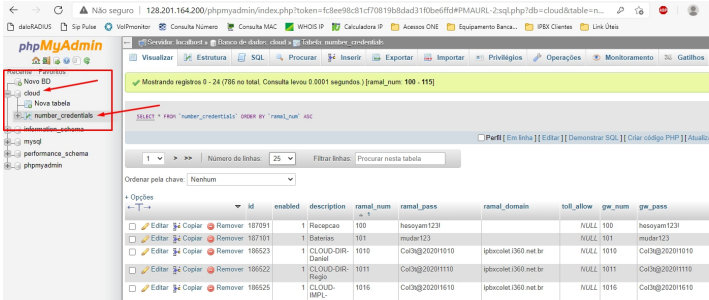 Não seguro | 128.201.164.200/phpmyadmin/index.php?token=fc8ee98c81cf70819b8dad31f0be6ffd#PMAURL-2:sql.php?db=cloud&table=n...
daloRADIUS Sip Pulse VoIPmonitor Consulta Número Consulta MAC WHOIS IP Calculadora IP Acessos ONE Equipamento Banca... IPBX Clientes Link Úteis
phpMyAdmin
Recente Favoritos
Novo BD
cloud
Nova tabela
number_credentials
information_schema
mysql
performance_schema
phpmyadmin
Servidor: localhost » Banco de dados: cloud » Tabela: number_credentials
Visualizar Estrutura SQL Procurar Inserir Exportar Importar Privilégios Operações Monitoramento Gatilhos
Mostrando registros 0 - 24 (786 no total, Consulta levou 0.0001 segundos.) [ramal_num: 100 - 115]
SELECT * FROM `number_credentials` ORDER BY `ramal_num` ASC
Perfil [ Em linha ] [ Editar ] [ Demonstrar SQL ] [ Criar código PHP ] [ Atualiz
1 > >> Número de linhas: 25 Filtrar linhas: Procurar nesta tabela
Ordenar pela chave: Nenhum
+ Opções
←T→ id enabled description ramal_num 1 ramal_pass ramal_domain toll_allow gw_num gw_pass
Editar Copiar Remover 187091 1 Recepcao 100 hesoyam123! NULL 100 hesoyam123!
Editar Copiar Remover 187101 1 Baterias 101 mudar123 NULL 101 mudar123
Editar Copiar Remover 186523 1 CLOUD-DIR-Daniel 1010 Col3t@2020!1010 ipbxcolet.i360.net.br NULL 1010 Col3t@2020!1010
Editar Copiar Remover 186522 1 CLOUD-DIR-Regio 1011 Col3t@2020!1110 ipbxcolet.i360.net.br NULL 1011 Col3t@2020!1110
Editar Copiar Remover 186525 1 CLOUD-IMPL- 1016 Col3t@2020!1610 ipbxcolet.i360.net.br NULL 1016 Col3t@2020!1610